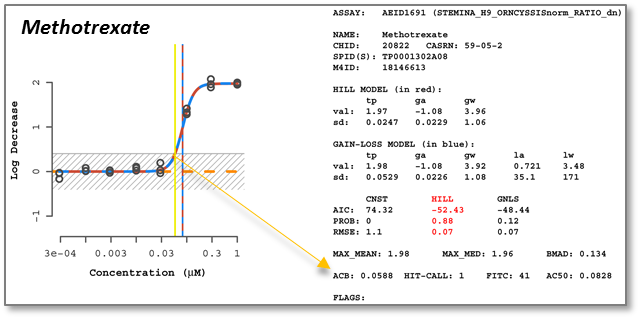 Methotrexate
Log Decrease
2
1
0
−1
3e-04 0.003 0.03 0.3 1
Concentration (μM)
ASSAY: AEID1691 (STEMINA_H9_ORNCYSSISnorm_RATIO_dn)
NAME: Methotrexate
CHID: 20822 CASRN: 59-05-2
SPID(S): TP0001302A08
M4ID: 18146613
HILL MODEL (in red):
tp ga gw
val: 1.97 -1.08 3.96
sd: 0.0247 0.0229 1.06
GAIN-LOSS MODEL (in blue):
tp ga gw la lw
val: 1.98 -1.08 3.92 0.721 3.48
sd: 0.0529 0.0226 1.08 35.1 171
CNST HILL GNLS
AIC: 74.32 -52.43 -48.44
PROB: 0 0.88 0.12
RMSE: 1.1 0.07 0.07
MAX_MEAN: 1.98 MAX_MED: 1.96 BMAD: 0.134
ACB: 0.0588 HIT-CALL: 1 FITC: 41 AC50: 0.0828
FLAGS: